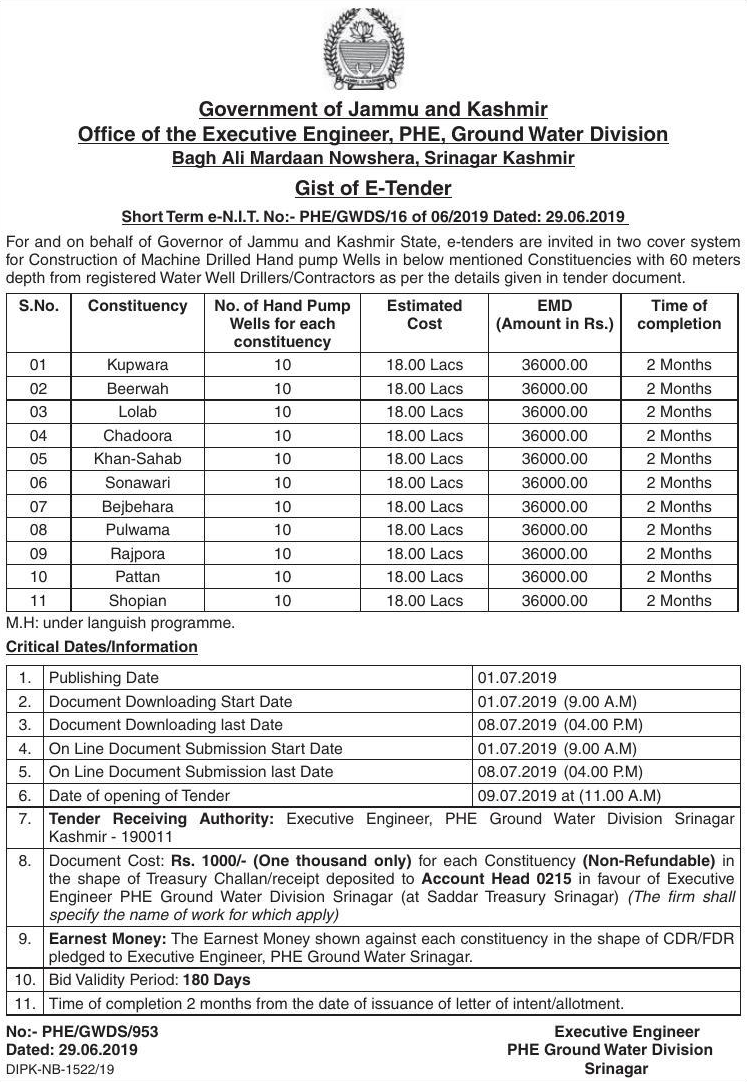 JAMMU & KASHMIR
Government of Jammu and Kashmir
Office of the Executive Engineer, PHE, Ground Water Division
Bagh Ali Mardaan Nowshera, Srinagar Kashmir
Gist of E-Tender
Short Term e-N.I.T. No:- PHE/GWDS/16 of 06/2019 Dated: 29.06.2019
For and on behalf of Governor of Jammu and Kashmir State, e-tenders are invited in two cover system
for Construction of Machine Drilled Hand pump Wells in below mentioned Constituencies with 60 meters
depth from registered Water Well Drillers/Contractors as per the details given in tender document.
S.No. Constituency No. of Hand Pump Estimated EMD Time of
Wells for each Cost (Amount in Rs.) completion
constituency
01 Kupwara 10 18.00 Lacs 36000.00 2 Months
02 Beerwah 10 18.00 Lacs 36000.00 2 Months
03 Lolab 10 18.00 Lacs 36000.00 2 Months
04 Chadoora 10 18.00 Lacs 36000.00 2 Months
05 Khan-Sahab 10 18.00 Lacs 36000.00 2 Months
06 Sonawari 10 18.00 Lacs 36000.00 2 Months
07 Bejbehara 10 18.00 Lacs 36000.00 2 Months
08 Pulwama 10 18.00 Lacs 36000.00 2 Months
09 Rajpora 10 18.00 Lacs 36000.00 2 Months
10 Pattan 10 18.00 Lacs 36000.00 2 Months
11 Shopian 10 18.00 Lacs 36000.00 2 Months
M.H: under languish programme.
Critical Dates/Information
1. Publishing Date 01.07.2019
2. Document Downloading Start Date 01.07.2019 (9.00 A.M)
3. Document Downloading last Date 08.07.2019 (04.00 P.M)
4. On Line Document Submission Start Date 01.07.2019 (9.00 A.M)
5. On Line Document Submission last Date 08.07.2019 (04.00 P.M)
6. Date of opening of Tender 09.07.2019 at (11.00 A.M)
7. Tender Receiving Authority: Executive Engineer, PHE Ground Water Division Srinagar
Kashmir - 190011
8. Document Cost: Rs. 1000/- (One thousand only) for each Constituency (Non-Refundable) in
the shape of Treasury Challan/receipt deposited to Account Head 0215 in favour of Executive
Engineer PHE Ground Water Division Srinagar (at Saddar Treasury Srinagar) (The firm shall
specify the name of work for which apply)
9. Earnest Money: The Earnest Money shown against each constituency in the shape of CDR/FDR
pledged to Executive Engineer, PHE Ground Water Srinagar.
10. Bid Validity Period: 180 Days
11. Time of completion 2 months from the date of issuance of letter of intent/allotment.
No:- PHE/GWDS/953 Executive Engineer
Dated: 29.06.2019 PHE Ground Water Division
DIPK-NB-1522/19 Srinagar